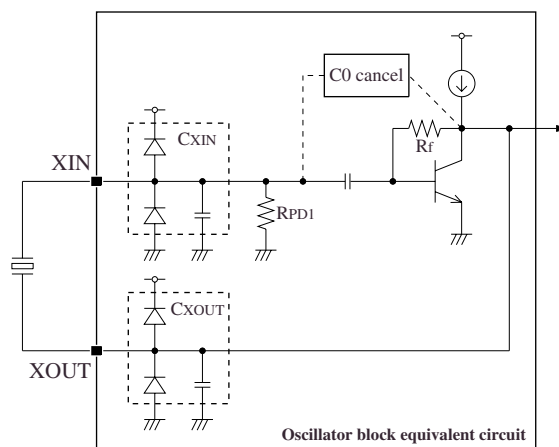 C0 cancel
CXIN
Rf
XIN
RPD1
CXOUT
XOUT
Oscillator block equivalent circuit